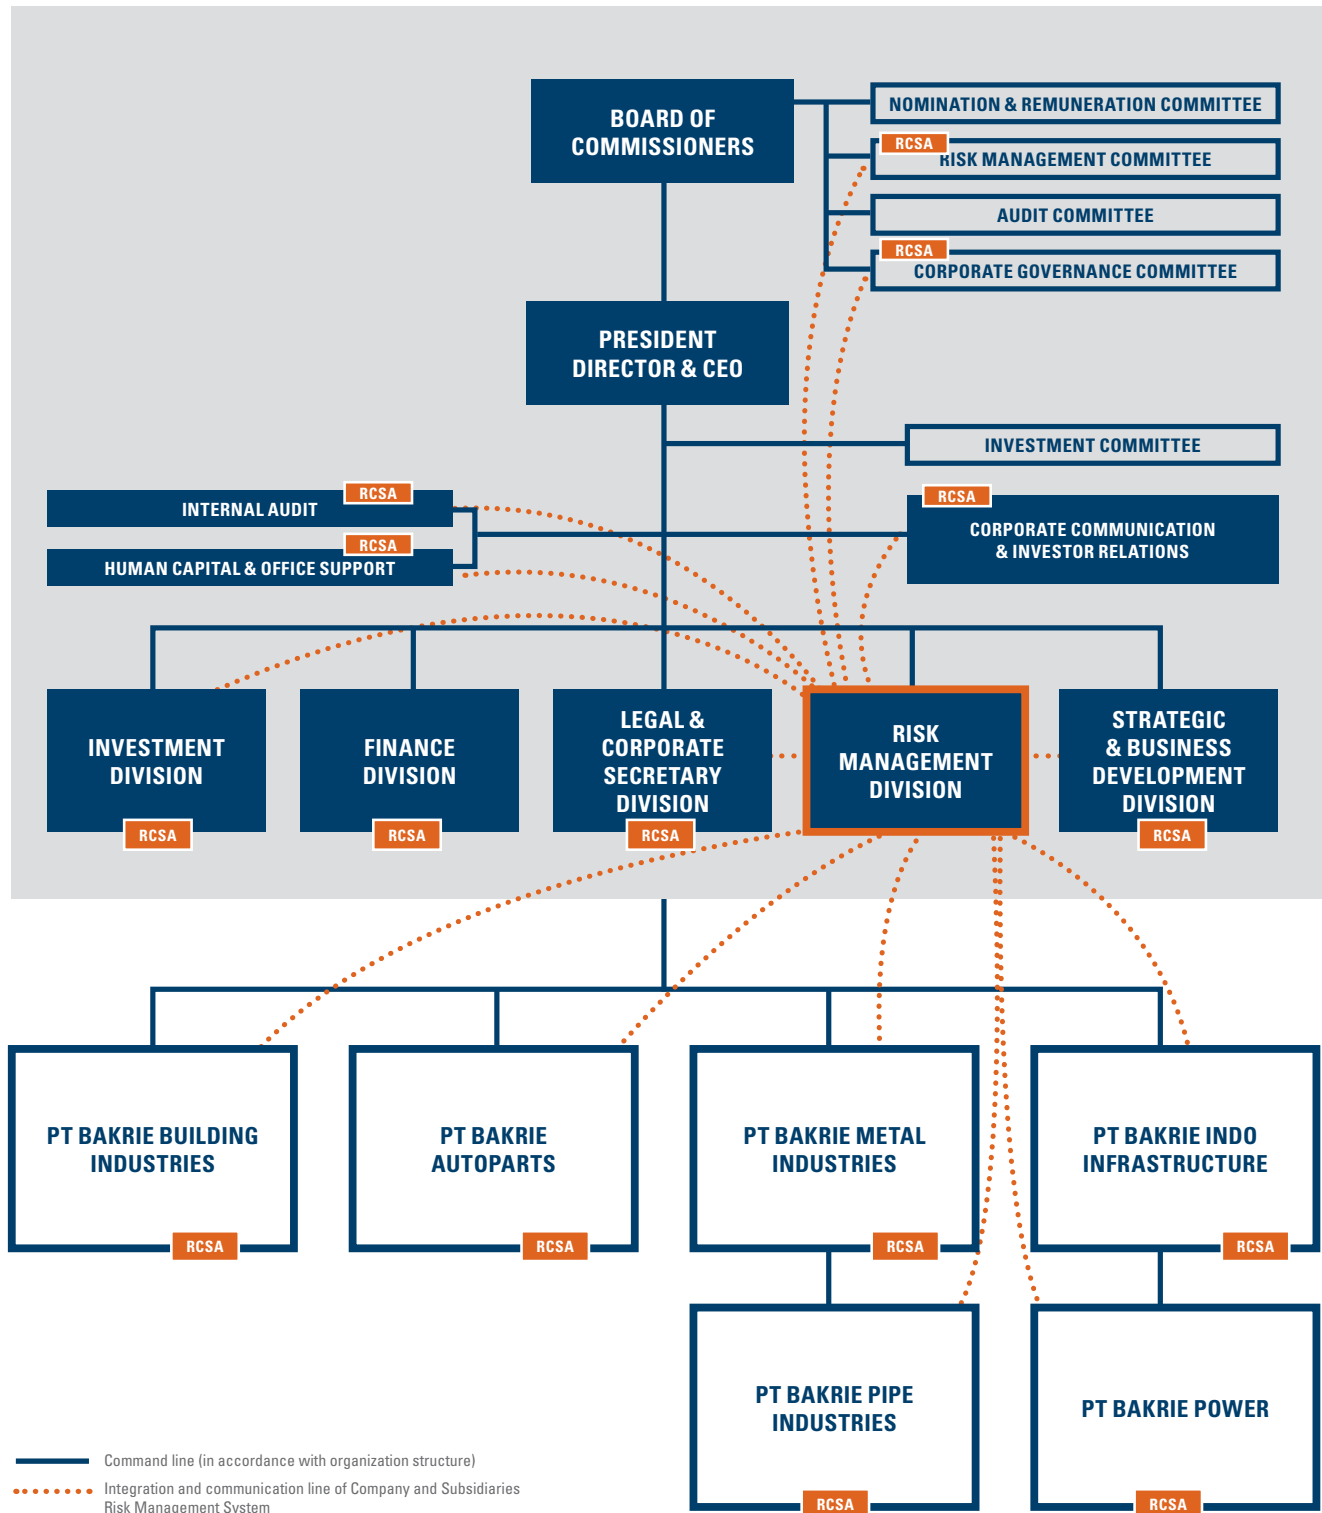 BOARD OF
COMMISSIONERS
NOMINATION & REMUNERATION COMMITTEE
RCSA
RISK MANAGEMENT COMMITTEE
AUDIT COMMITTEE
RCSA
CORPORATE GOVERNANCE COMMITTEE
PRESIDENT
DIRECTOR & CEO
INVESTMENT COMMITTEE
RCSA
INTERNAL AUDIT
RCSA
HUMAN CAPITAL & OFFICE SUPPORT
RCSA
CORPORATE COMMUNICATION
& INVESTOR RELATIONS
INVESTMENT
DIVISION
RCSA
FINANCE
DIVISION
RCSA
LEGAL &
CORPORATE
SECRETARY
DIVISION
RCSA
RISK
MANAGEMENT
DIVISION
STRATEGIC
& BUSINESS
DEVELOPMENT
DIVISION
RCSA
PT BAKRIE BUILDING
INDUSTRIES
RCSA
PT BAKRIE
AUTOPARTS
RCSA
PT BAKRIE METAL
INDUSTRIES
RCSA
PT BAKRIE INDO
INFRASTRUCTURE
RCSA
PT BAKRIE PIPE
INDUSTRIES
RCSA
PT BAKRIE POWER
RCSA
Command line (in accordance with organization structure)
Integration and communication line of Company and Subsidiaries
Risk Management System